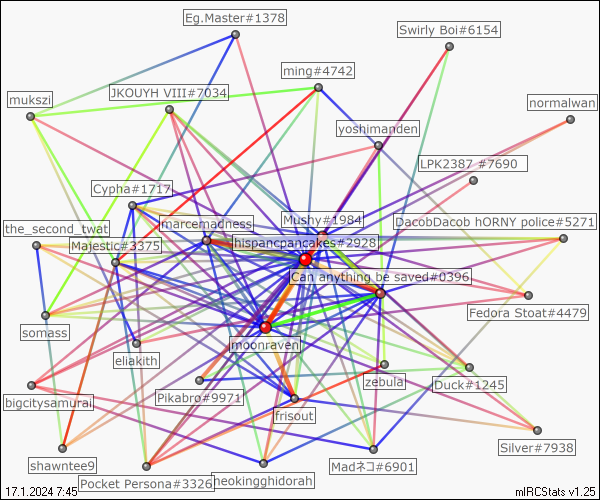 Eg.Master#1378
Swirly Boi#6154
ming#4742
JKOUYH VIII#7034
mukszi
normalwan
yoshimanden
LPK2387 #7690
Cypha#1717
marcemadness
Mushy#1984
DacobDacob hORNY police#5271
the_second_twat
Majestic#3375
hispancpancakes#2928
Can anything be saved#0396
Fedora Stoat#4479
somass
moonraven
eliakith
zebula
Duck#1245
bigcitysamurai
Pikabro#9971
frisout
Silver#7938
shawntee9
Pocket Persona#3326
neokingghidorah
Madネコ#6901
17.1.2024 7:45
mIRCStats v1.25